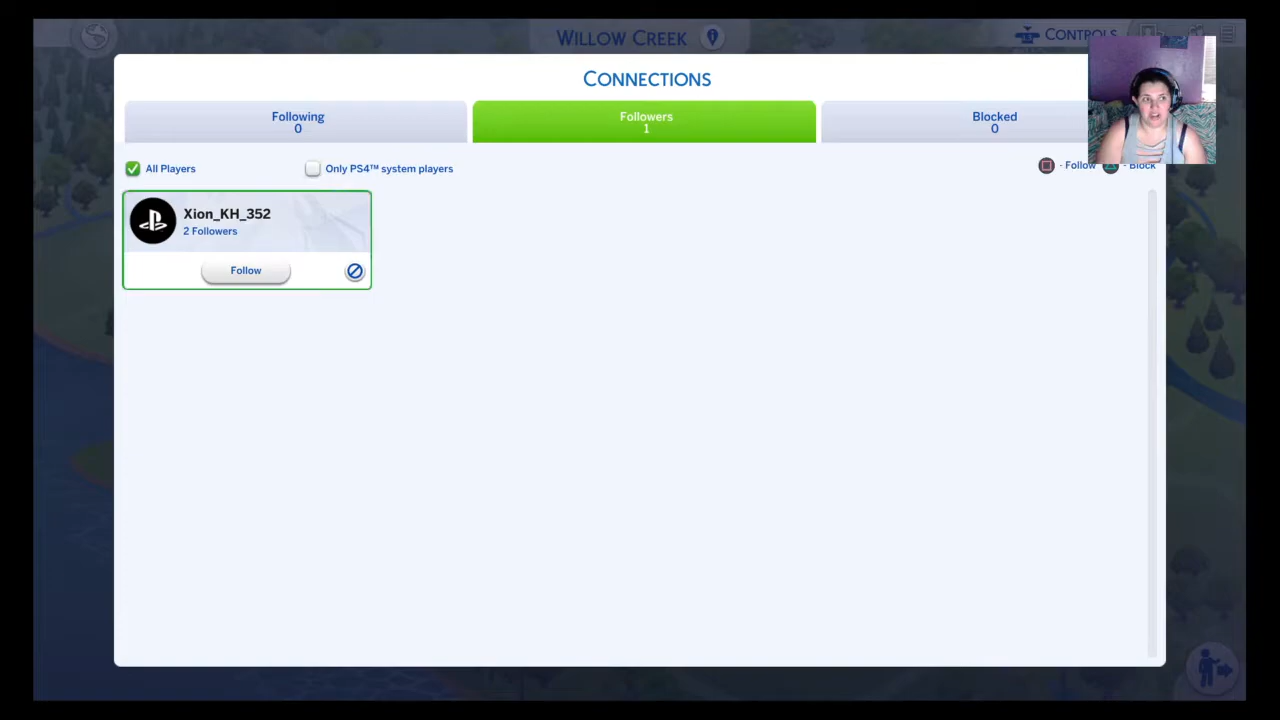 WILLOW CREEK
CONTROLS
CONNECTIONS
Following
0
Followers
1
Blocked
0
All Players
Only PS4™ system players
- Follow
- Block
Xion_KH_352
2 Followers
Follow